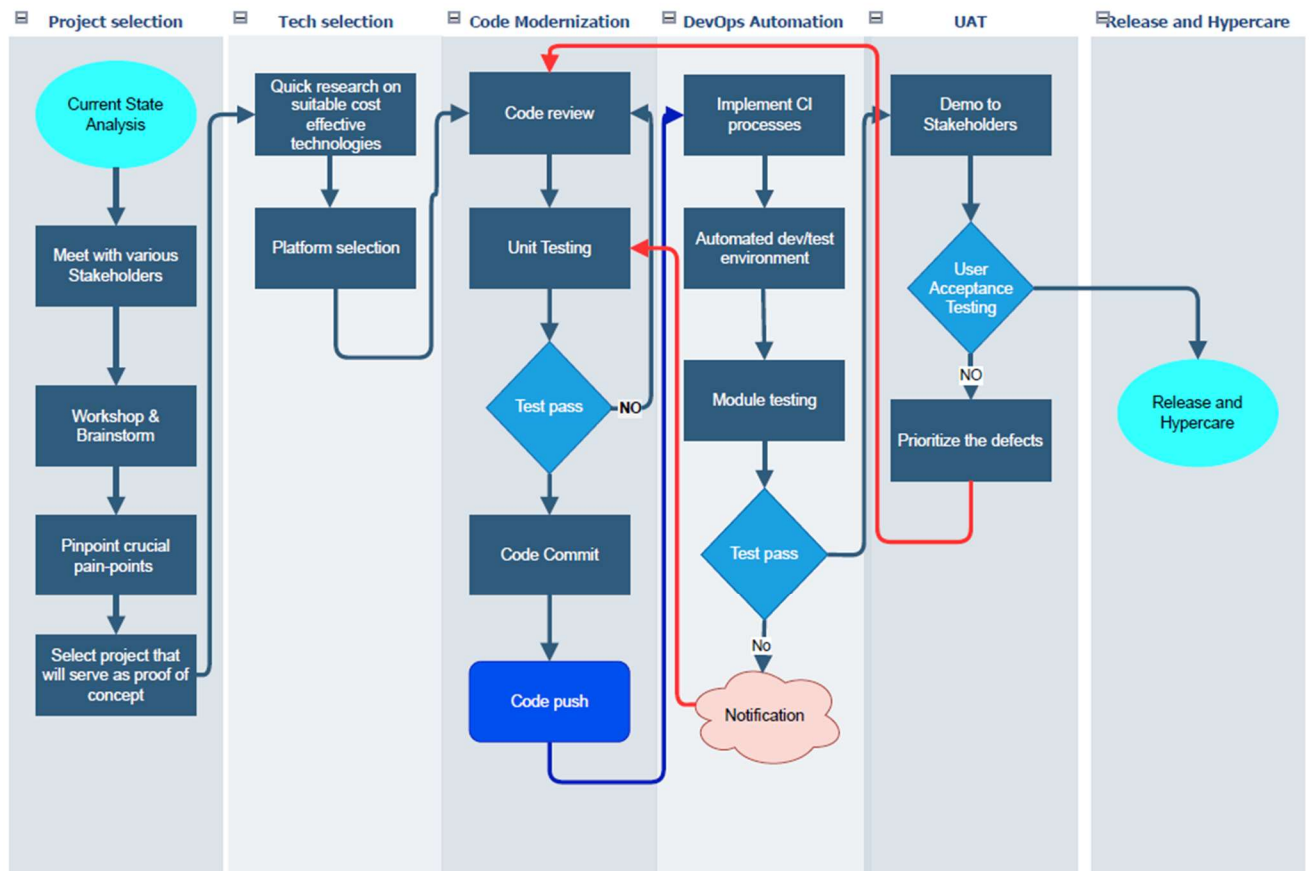 Project selection
Tech selection
Code Modernization
DevOps Automation
UAT
Release and Hypercare
Current State
Analysis
Meet with various
Stakeholders
Workshop &
Brainstorm
Pinpoint crucial
pain-points
Select project that
will serve as proof of
concept
Quick research on
suitable cost
effective
technologies
Platform selection
Code review
Unit Testing
Test pass
NO
Code Commit
Code push
Implement CI
processes
Automated dev/test
environment
Module testing
Test pass
No
Notification
Demo to
Stakeholders
User
Acceptance
Testing
NO
Prioritize the defects
Release and
Hypercare